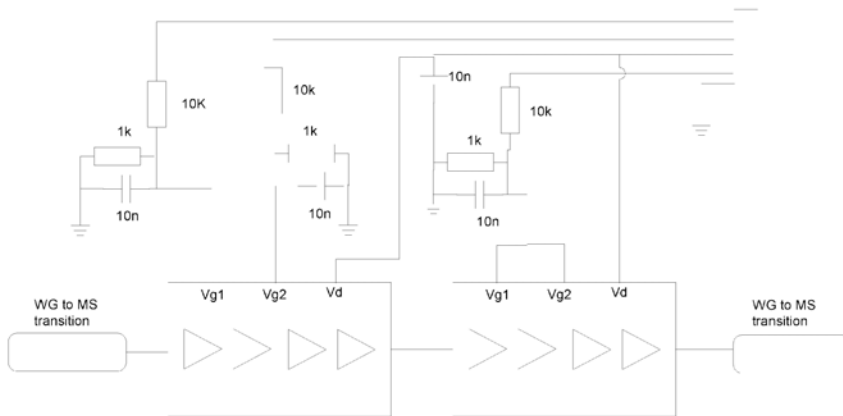 10n
10K
10k
10k
1k
1k
1k
10n
10n
10n
Vg1
Vg2
Vd
Vg1
Vg2
Vd
WG to MS
transition
WG to MS
transition